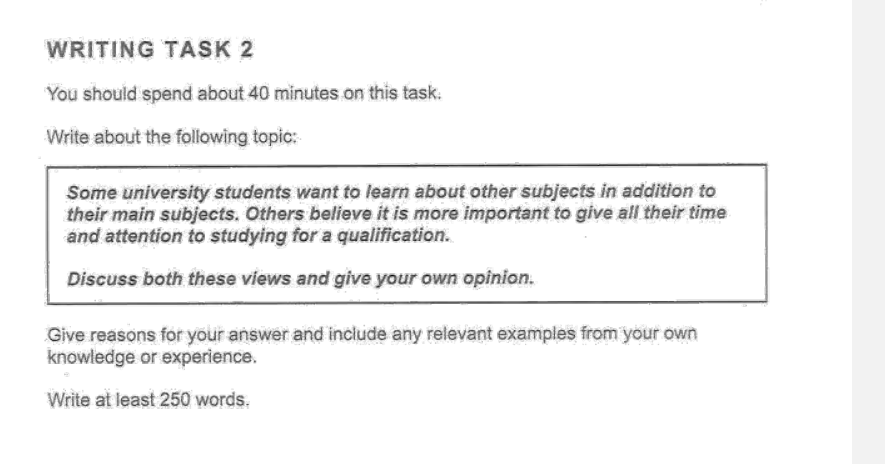 WRITING TASK 2
You should spend about 40 minutes on this task.
Write about the following topic:
Some university students want to learn about other subjects in addition to
their main subjects. Others believe it is more important to give all their time
and attention to studying for a qualification.
Discuss both these views and give your own opinion.
Give reasons for your answer and include any relevant examples from your own
knowledge or experience.
Write at least 250 words.